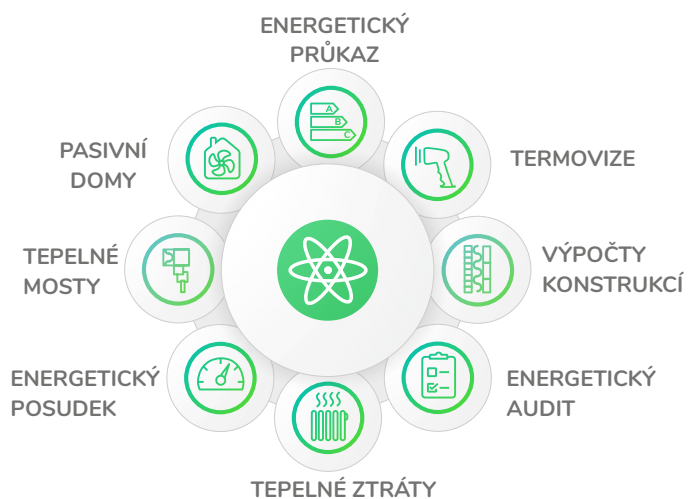 ENERGETICKÝ
PRŮKAZ
A
B
C
PASIVNÍ
DOMY
TERMOVIZE
TEPELNÉ
MOSTY
VÝPOČTY
KONSTRUKCÍ
ENERGETICKÝ
POSUDEK
ENERGETICKÝ
AUDIT
TEPELNÉ ZTRÁTY